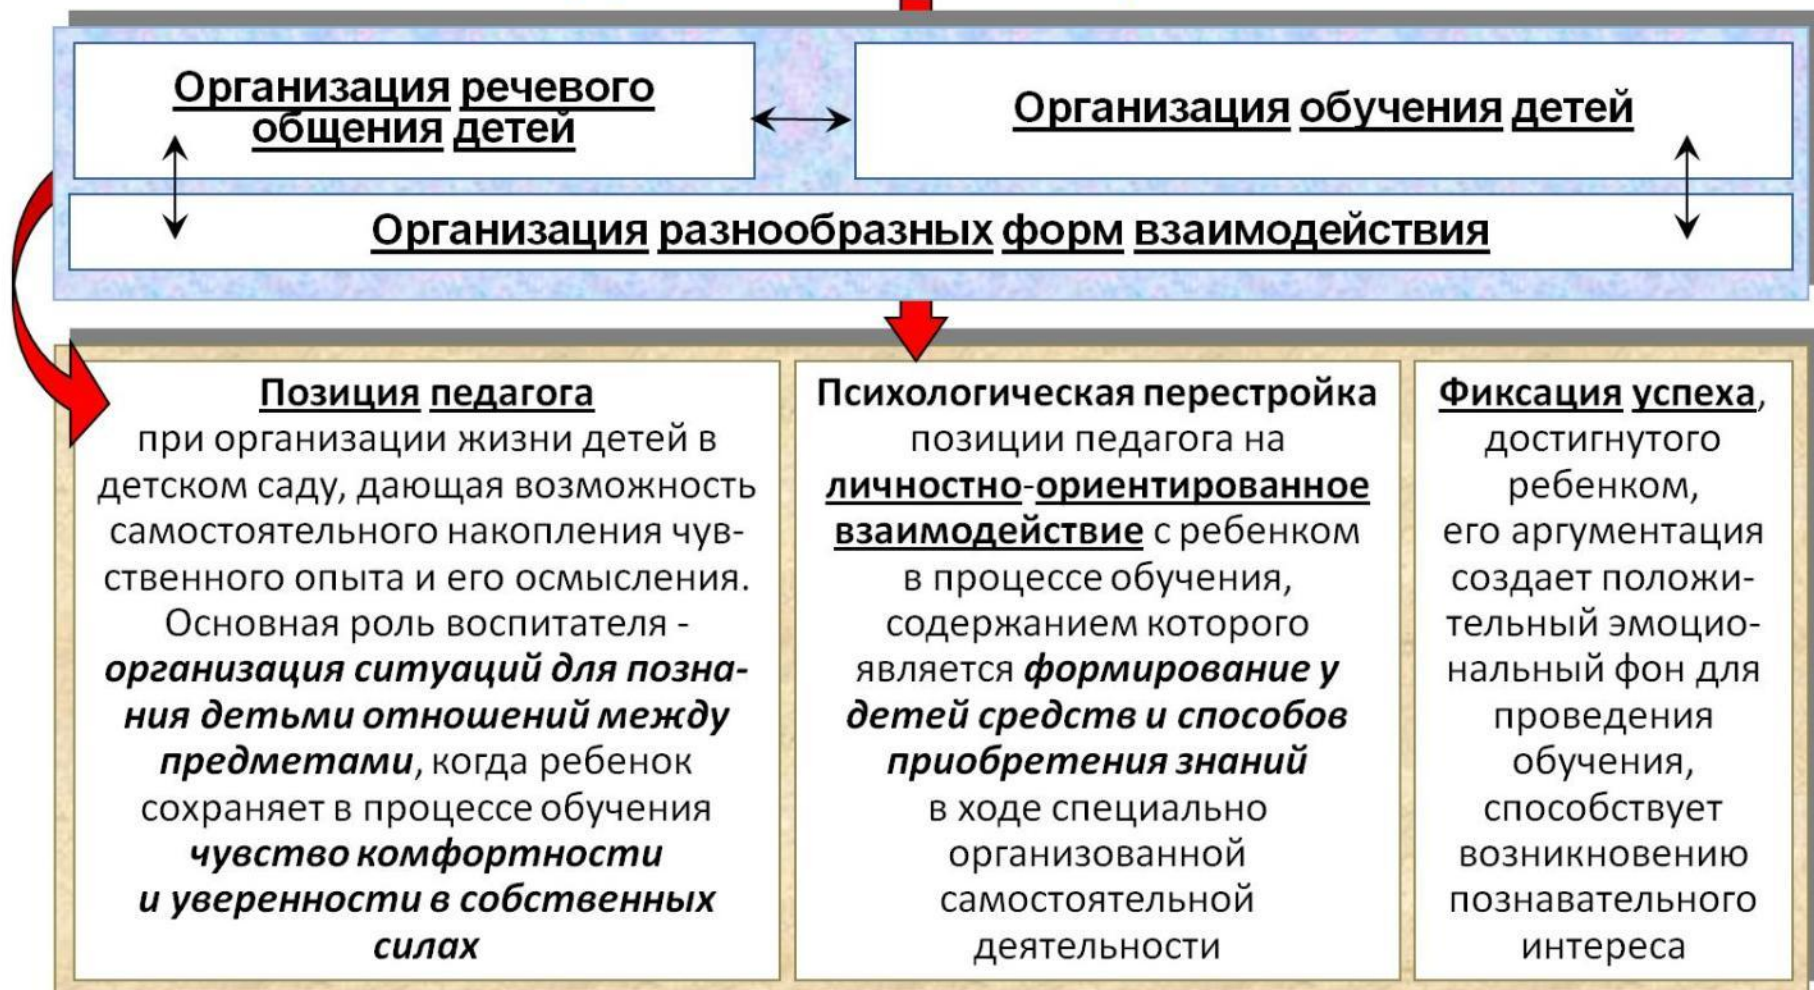 Организация речевого
общения детей
Организация обучения детей
Организация разнообразных форм взаимодействия
Позиция педагога
при организации жизни детей в
детском саду, дающая возможность
самостоятельного накопления чув-
ственного опыта и его осмысления.
Основная роль воспитателя -
организация ситуаций для позна-
ния детьми отношений между
предметами, когда ребенок
сохраняет в процессе обучения
чувство комфортности
и уверенности в собственных
силах
Психологическая перестройка
позиции педагога на
личностно-ориентированное
взаимодействие с ребенком
в процессе обучения,
содержанием которого
является формирование у
детей средств и способов
приобретения знаний
в ходе специально
организованной
самостоятельной
деятельности
Фиксация успеха,
достигнутого
ребенком,
его аргументация
создает положи-
тельный эмоцио-
нальный фон для
проведения
обучения,
способствует
возникновению
познавательного
интереса